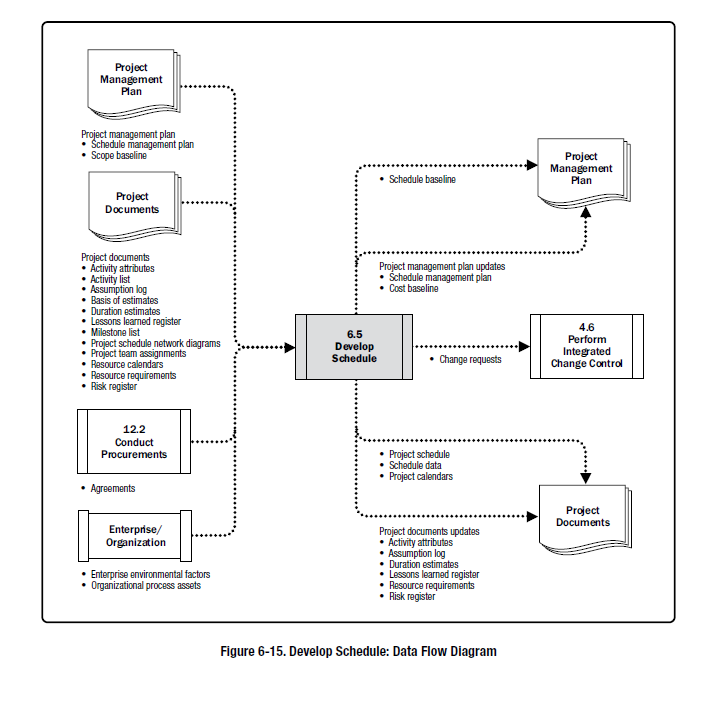 Project
Management
Plan
Project management plan
• Schedule management plan
• Scope baseline
Project
Documents
Project documents
• Activity attributes
• Activity list
• Assumption log
• Basis of estimates
• Duration estimates
• Lessons learned register
• Milestone list
• Project schedule network diagrams
• Project team assignments
• Resource calendars
• Resource requirements
• Risk register
12.2
Conduct
Procurements
• Agreements
Enterprise/
Organization
• Enterprise environmental factors
• Organizational process assets
6.5
Develop
Schedule
• Schedule baseline
Project
Management
Plan
Project management plan updates
• Schedule management plan
• Cost baseline
• Change requests
4.6
Perform
Integrated
Change Control
• Project schedule
• Schedule data
• Project calendars
Project
Documents
Project documents updates
• Activity attributes
• Assumption log
• Duration estimates
• Lessons learned register
• Resource requirements
• Risk register
Figure 6-15. Develop Schedule: Data Flow Diagram